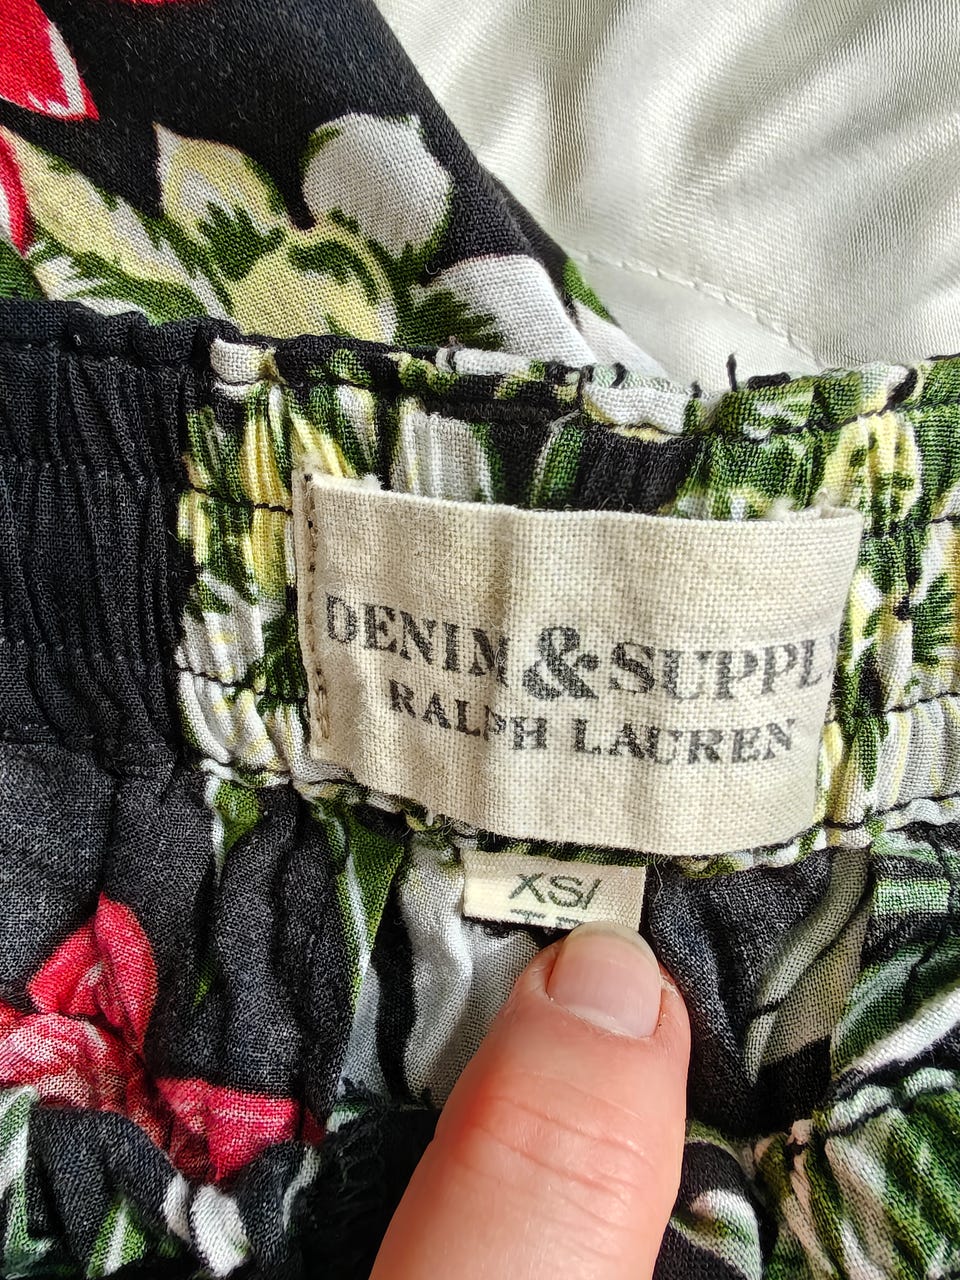 DENIM & SUPPLY
RALPH LAUREN
XS/